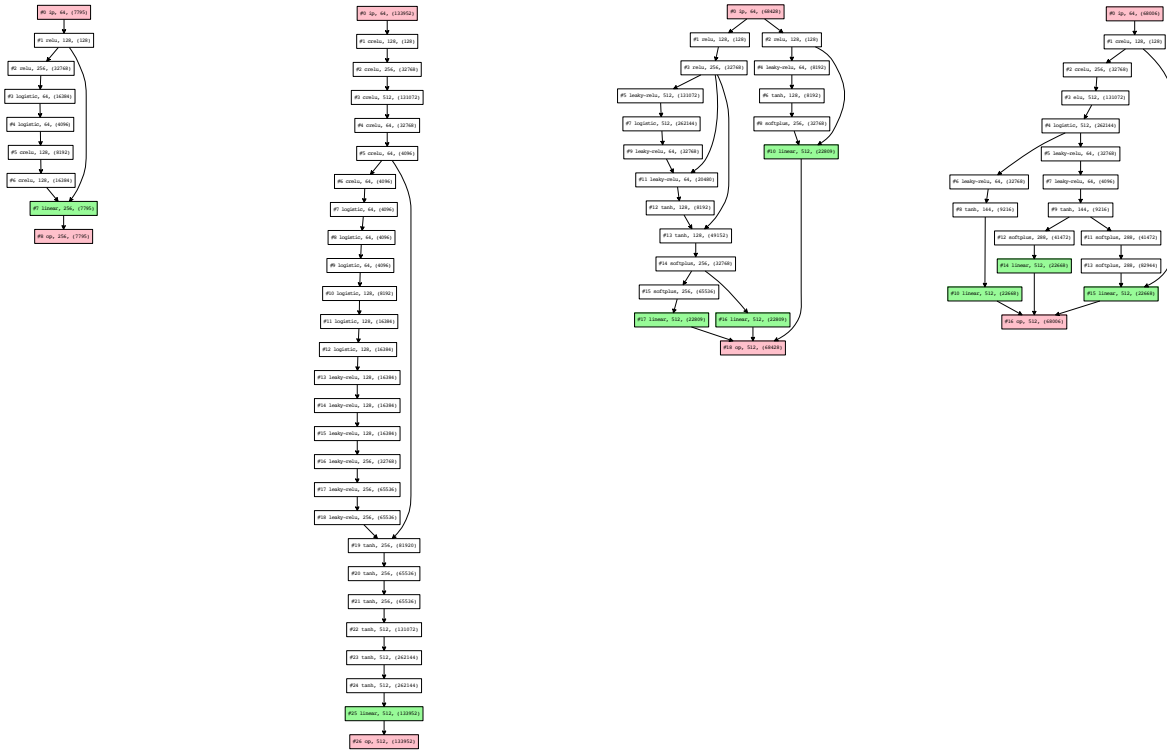 #0 ip, 64, (7795)
#1 relu, 128, (128)
#2 relu, 256, (32768)
#3 logistic, 64, (16384)
#4 logistic, 64, (4096)
#5 crelu, 128, (8192)
#6 crelu, 128, (16384)
#7 linear, 256, (7795)
#8 op, 256, (7795)
#0 ip, 64, (133952)
#1 crelu, 128, (128)
#2 crelu, 256, (32768)
#3 crelu, 512, (131072)
#4 crelu, 64, (32768)
#5 crelu, 64, (4096)
#6 crelu, 64, (4096)
#7 logistic, 64, (4096)
#8 logistic, 64, (4096)
#9 logistic, 64, (4096)
#10 logistic, 128, (8192)
#11 logistic, 128, (16384)
#12 logistic, 128, (16384)
#13 leaky-relu, 128, (16384)
#14 leaky-relu, 128, (16384)
#15 leaky-relu, 128, (16384)
#16 leaky-relu, 256, (32768)
#17 leaky-relu, 256, (65536)
#18 leaky-relu, 256, (65536)
#19 tanh, 256, (81920)
#20 tanh, 256, (65536)
#21 tanh, 256, (65536)
#22 tanh, 512, (131072)
#23 tanh, 512, (262144)
#24 tanh, 512, (262144)
#25 linear, 512, (133952)
#26 op, 512, (133952)
#0 ip, 64, (68428)
#1 relu, 128, (128)
#2 relu, 128, (128)
#3 relu, 256, (32768)
#4 leaky-relu, 64, (8192)
#5 leaky-relu, 512, (131072)
#6 tanh, 128, (8192)
#7 logistic, 512, (262144)
#8 softplus, 256, (32768)
#9 leaky-relu, 64, (32768)
#10 linear, 512, (22809)
#11 leaky-relu, 64, (20480)
#12 tanh, 128, (8192)
#13 tanh, 128, (49152)
#14 softplus, 256, (32768)
#15 softplus, 256, (65536)
#17 linear, 512, (22809)
#16 linear, 512, (22809)
#18 op, 512, (68428)
#0 ip, 64, (68006)
#1 crelu, 128, (128)
#2 crelu, 256, (32768)
#3 elu, 512, (131072)
#4 logistic, 512, (262144)
#5 leaky-relu, 64, (32768)
#6 leaky-relu, 64, (32768)
#7 leaky-relu, 64, (4096)
#8 tanh, 144, (9216)
#9 tanh, 144, (9216)
#12 softplus, 288, (41472)
#11 softplus, 288, (41472)
#14 linear, 512, (22668)
#13 softplus, 288, (82944)
#10 linear, 512, (22668)
#15 linear, 512, (22668)
#16 op, 512, (68006)